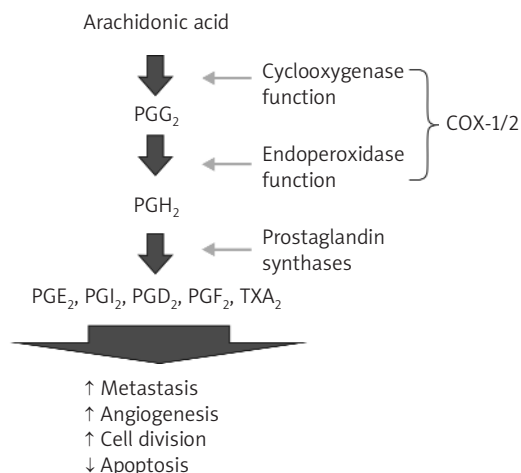 Arachidonic acid
Cyclooxygenase
function
COX-1/2
PGG₂
Endoperoxidase
function
PGH₂
Prostaglandin
synthases
PGE₂, PGI₂, PGD₂, PGF₂, TXA₂
↑ Metastasis
↑ Angiogenesis
↑ Cell division
↓ Apoptosis